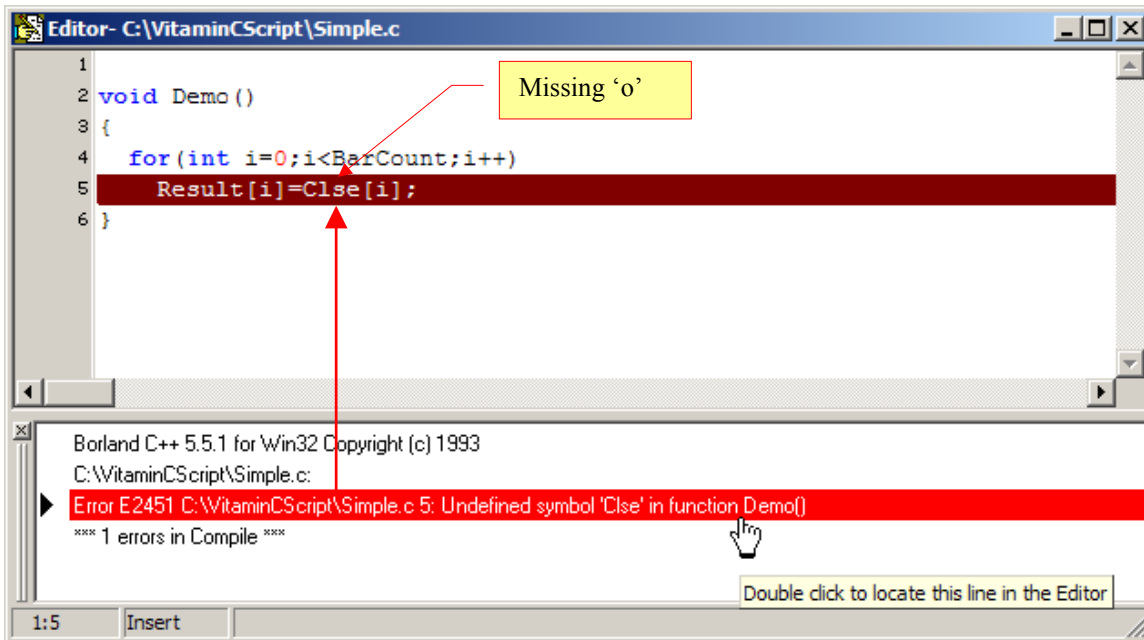 Editor- C:\VitaminCScript\Simple.c
1
2 void Demo()
3 {
4 for(int i=0;i<BarCount;i++)
5 Result[i]=Clse[i];
6 }
Missing ‘o’
Borland C++ 5.5.1 for Win32 Copyright (c) 1993
C:\VitaminCScript\Simple.c:
Error E2451 C:\VitaminCScript\Simple.c 5: Undefined symbol 'Clse' in function Demo()
*** 1 errors in Compile ***
Double click to locate this line in the Editor
1:5 Insert